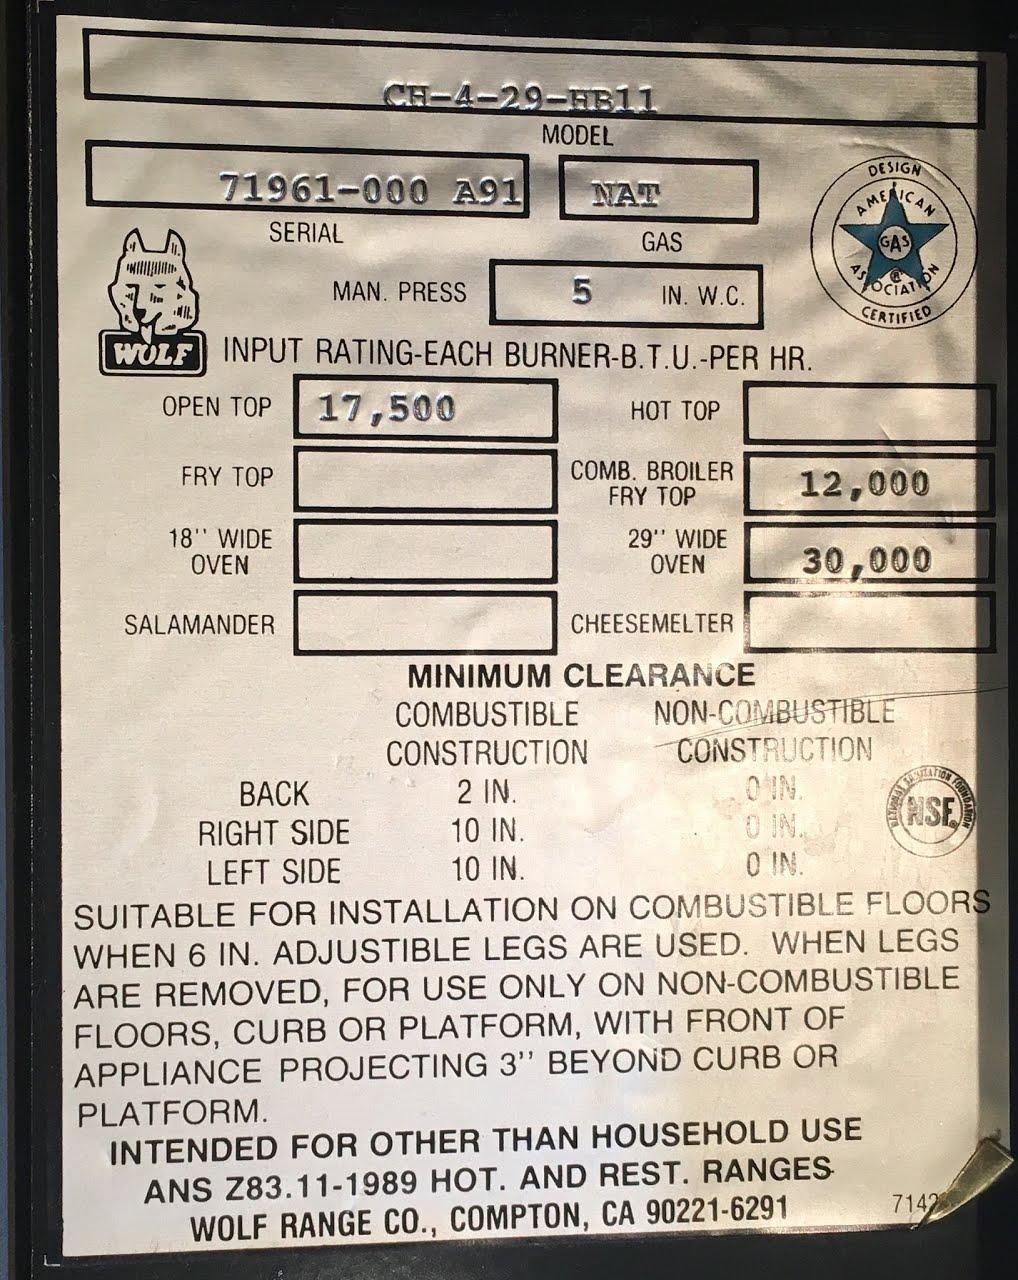 CH-4-29-HB11
MODEL
71961-000 A91 NAT
SERIAL GAS
DESIGN
AMERICAN
GAS
ASSOCIATION
CERTIFIED
MAN. PRESS 5 IN. W.C.
WOLF
INPUT RATING-EACH BURNER-B.T.U.-PER HR.
OPEN TOP 17,500 HOT TOP
FRY TOP COMB. BROILER FRY TOP 12,000
18" WIDE OVEN 29" WIDE OVEN 30,000
SALAMANDER CHEESEMELTER
MINIMUM CLEARANCE
COMBUSTIBLE NON-COMBUSTIBLE
CONSTRUCTION CONSTRUCTION
BACK 2 IN. 0 IN.
RIGHT SIDE 10 IN. 0 IN.
LEFT SIDE 10 IN. 0 IN.
NATIONAL SANITATION FOUNDATION
NSF®
SUITABLE FOR INSTALLATION ON COMBUSTIBLE FLOORS
WHEN 6 IN. ADJUSTIBLE LEGS ARE USED. WHEN LEGS
ARE REMOVED, FOR USE ONLY ON NON-COMBUSTIBLE
FLOORS, CURB OR PLATFORM, WITH FRONT OF
APPLIANCE PROJECTING 3" BEYOND CURB OR
PLATFORM.
INTENDED FOR OTHER THAN HOUSEHOLD USE
ANS Z83.11-1989 HOT. AND REST. RANGES
WOLF RANGE CO., COMPTON, CA 90221-6291